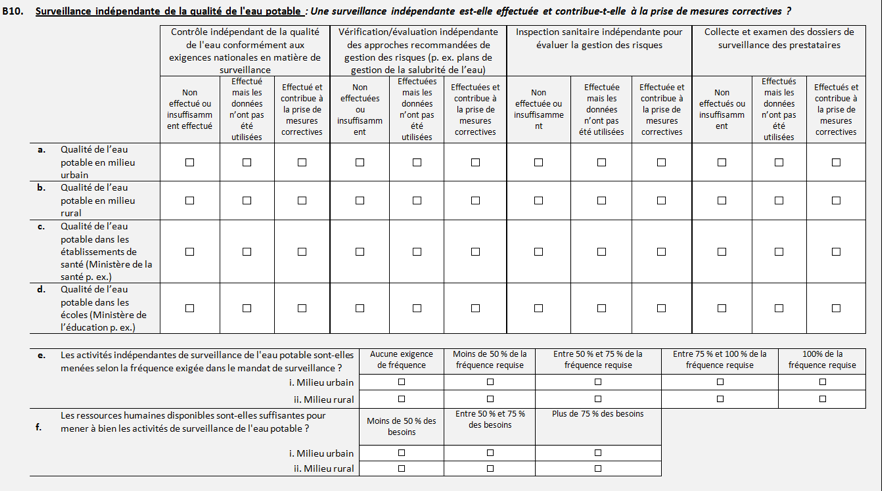 B10. Surveillance indépendante de la qualité de l'eau potable : Une surveillance indépendante est-elle effectuée et contribue-t-elle à la prise de mesures correctives ?
Contrôle indépendant de la qualité
de l'eau conformément aux
exigences nationales en matière de
surveillance
Vérification/évaluation indépendante
des approches recommandées de
gestion des risques (p. ex. plans de
gestion de la salubrité de l'eau)
Inspection sanitaire indépendante pour
évaluer la gestion des risques
Collecte et examen des dossiers de
surveillance des prestataires
Non
effectué ou
insuffisamm
ent effectué
Effectué
mais les
données
n'ont pas
été
utilisées
Effectué et
contribue à
la prise de
mesures
correctives
Non
effectuées
ou
insuffisamm
ent
Effectuées
mais les
données
n'ont pas
été
utilisées
Effectuées et
contribue à
la prise de
mesures
correctives
Non
effectuée ou
insuffisamme
nt
Effectuée
mais les
données
n'ont pas
été utilisées
Effectuée et
contribue à
la prise de
mesures
correctives
Non
effectués ou
insuffisamm
ent
Effectués
mais les
données
n'ont pas
été
utilisées
Effectués et
contribue à
la prise de
mesures
correctives
a. Qualité de l'eau
potable en milieu
urbain
b. Qualité de l'eau
potable en milieu
rural
c. Qualité de l'eau
potable dans les
établissements de
santé (Ministère de la
santé p. ex.)
d. Qualité de l'eau
potable dans les
écoles (Ministère de
l'éducation p. ex.)
e. Les activités indépendantes de surveillance de l'eau potable sont-elles
menées selon la fréquence exigée dans le mandat de surveillance ?
Aucune exigence
de fréquence
Moins de 50 % de la
fréquence requise
Entre 50 % et 75 % de la
fréquence requise
Entre 75 % et 100 % de la
fréquence requise
100% de la
fréquence requise
i. Milieu urbain
ii. Milieu rural
f. Les ressources humaines disponibles sont-elles suffisantes pour
mener à bien les activités de surveillance de l'eau potable ?
Moins de 50 % des
besoins
Entre 50 % et 75 %
des besoins
Plus de 75 % des besoins
i. Milieu urbain
ii. Milieu rural